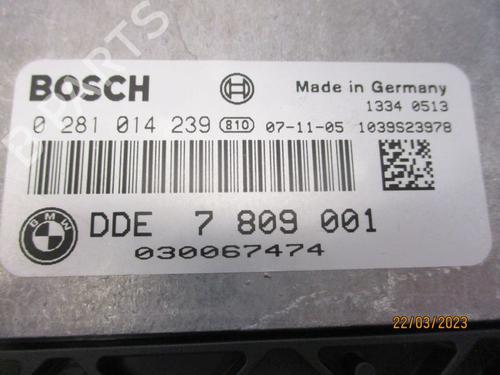 BOSCH
Made in Germany
1334 0513
0 281 014 239 810 07-11-05 1039S23978
BMW
DDE 7 809 001
030067474
22/03/2023